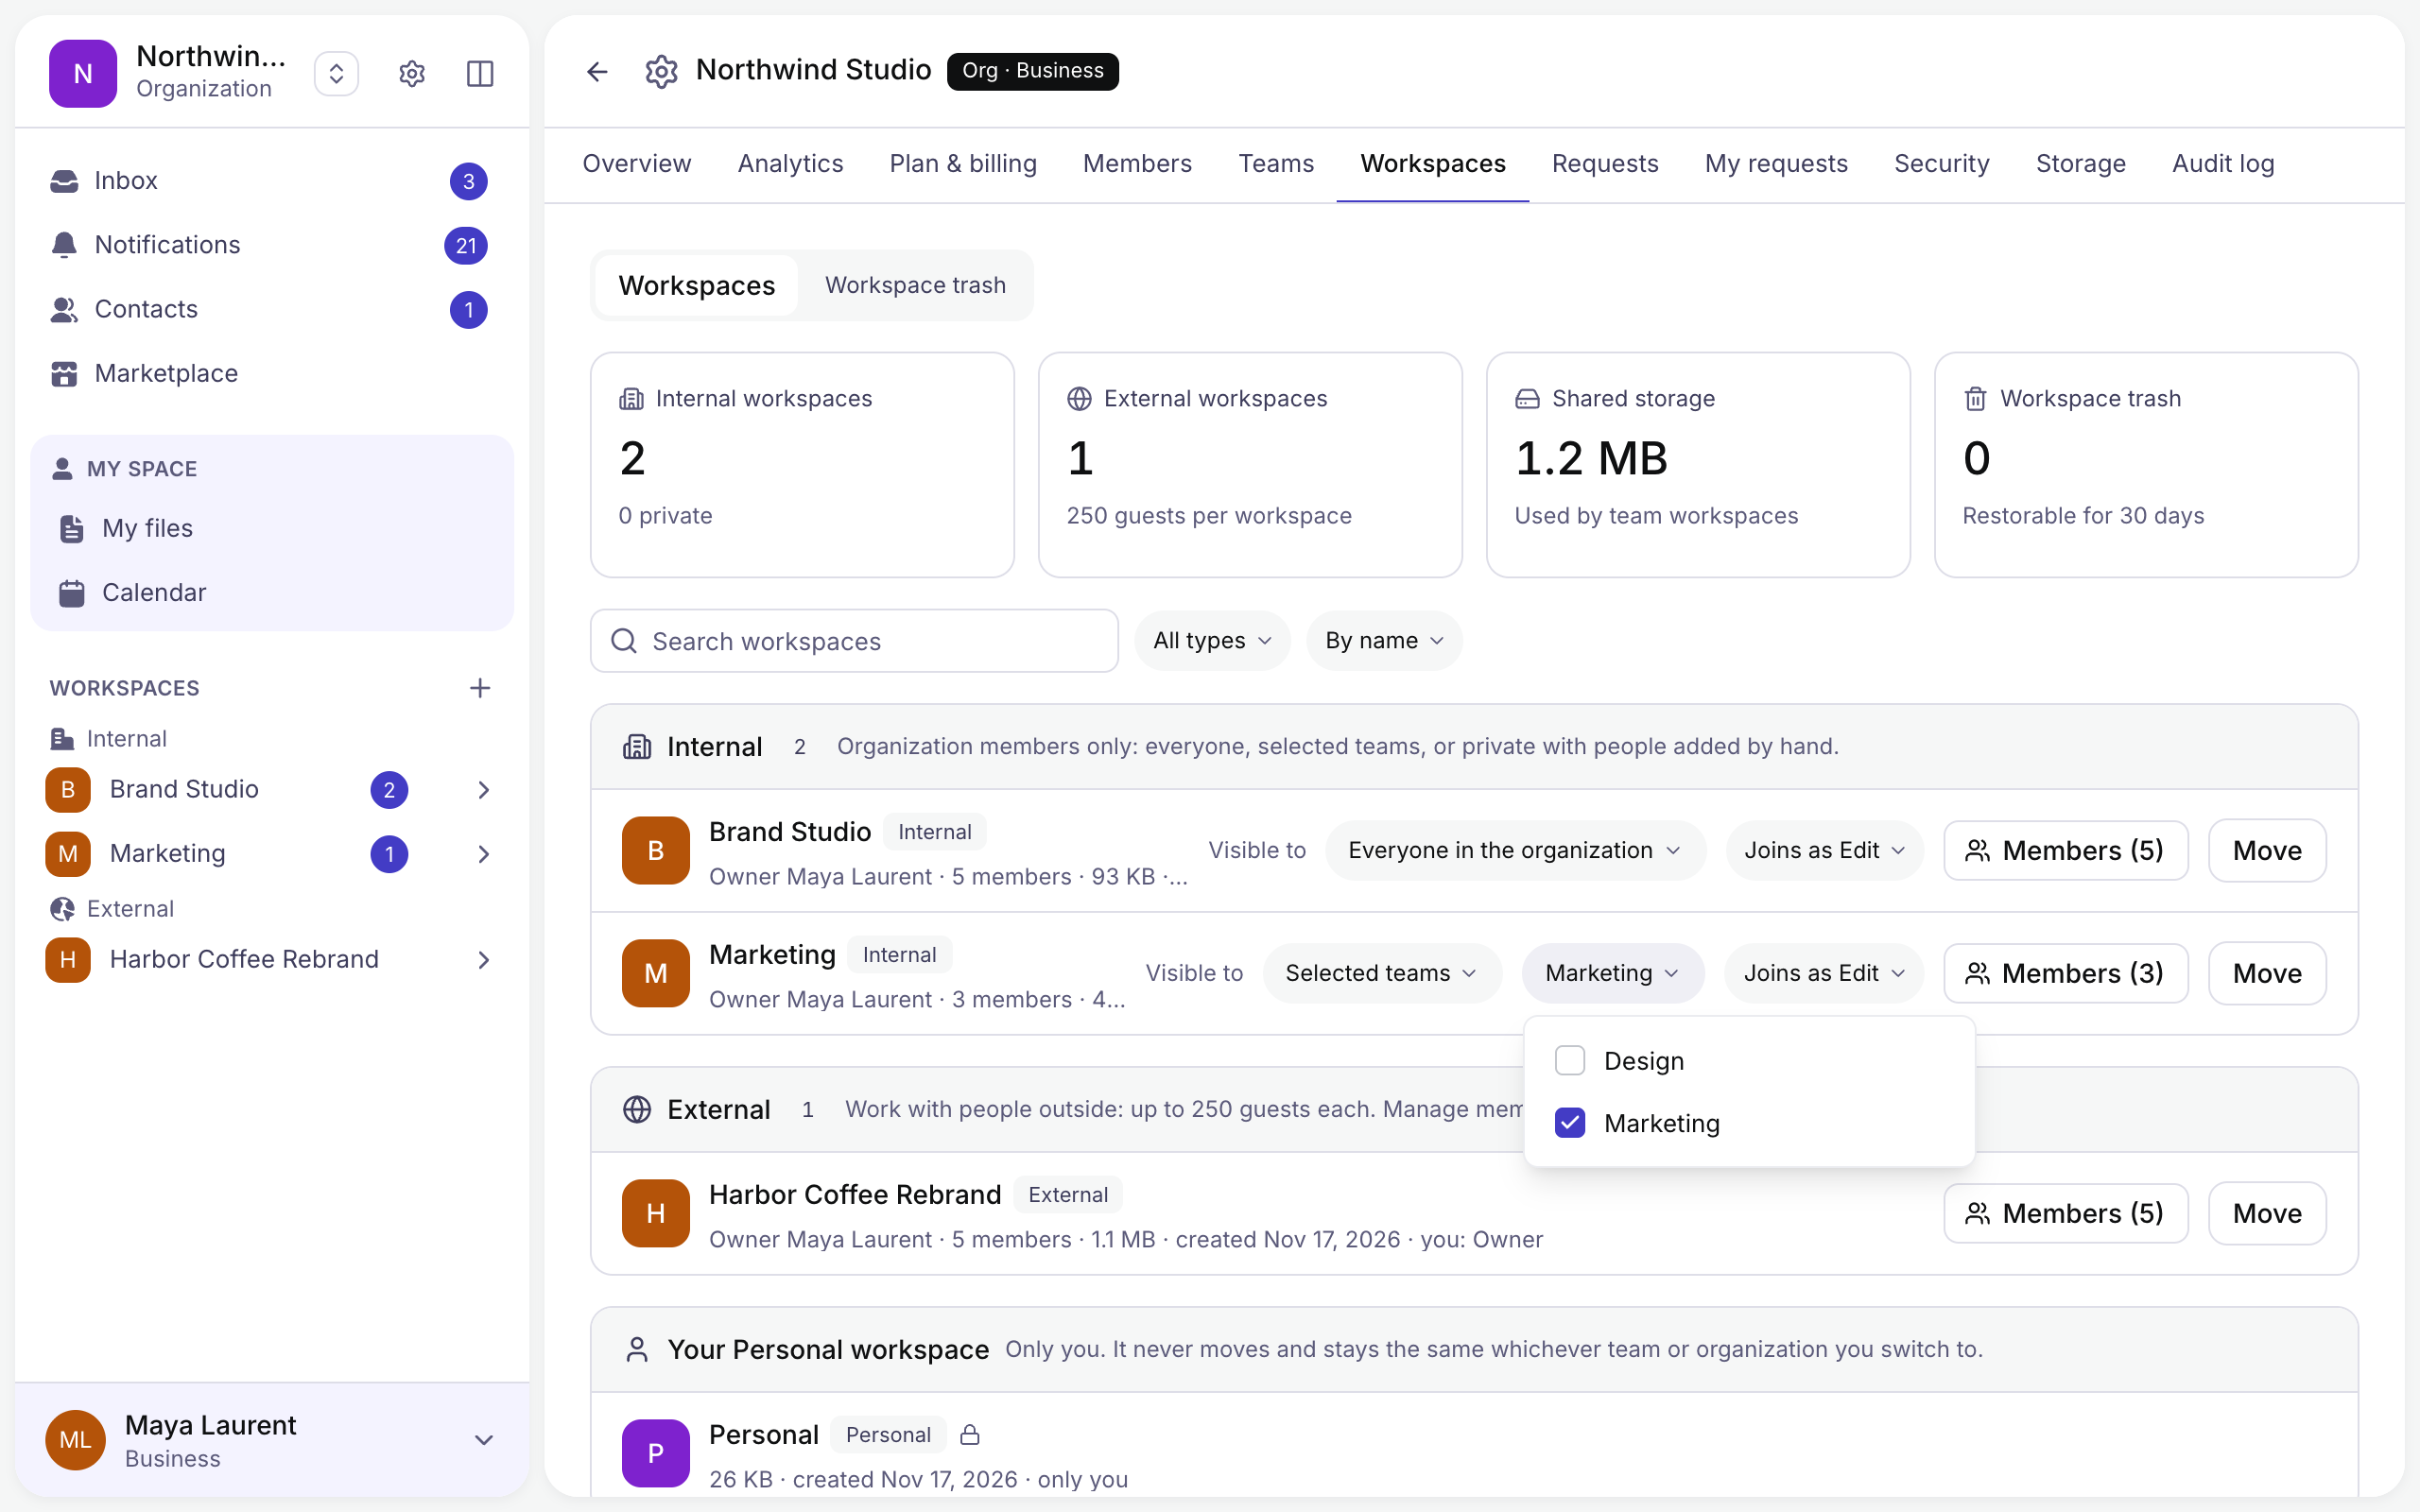 N
Northwin...
Organization
Inbox 3
Notifications 21
Contacts 1
Marketplace
MY SPACE
My files
Calendar
WORKSPACES
Internal
B Brand Studio 2
M Marketing 1
External
H Harbor Coffee Rebrand
ML
Maya Laurent
Business
Northwind Studio Org · Business
Overview Analytics Plan & billing Members Teams Workspaces Requests My requests Security Storage Audit log
Workspaces Workspace trash
Internal workspaces
2
0 private
External workspaces
1
250 guests per workspace
Shared storage
1.2 MB
Used by team workspaces
Workspace trash
0
Restorable for 30 days
Search workspaces All types By name
Internal 2 Organization members only: everyone, selected teams, or private with people added by hand.
B
Brand Studio Internal
Owner Maya Laurent · 5 members · 93 KB ·...
Visible to Everyone in the organization Joins as Edit Members (5) Move
M
Marketing Internal
Owner Maya Laurent · 3 members · 4...
Visible to Selected teams Marketing Joins as Edit Members (3) Move
Design
Marketing
External 1 Work with people outside: up to 250 guests each. Manage
H
Harbor Coffee Rebrand External
Owner Maya Laurent · 5 members · 1.1 MB · created Nov 17, 2026 · you: Owner
Members (5) Move
Your Personal workspace Only you. It never moves and stays the same whichever team or organization you switch to.
P
Personal Personal
26 KB · created Nov 17, 2026 · only you